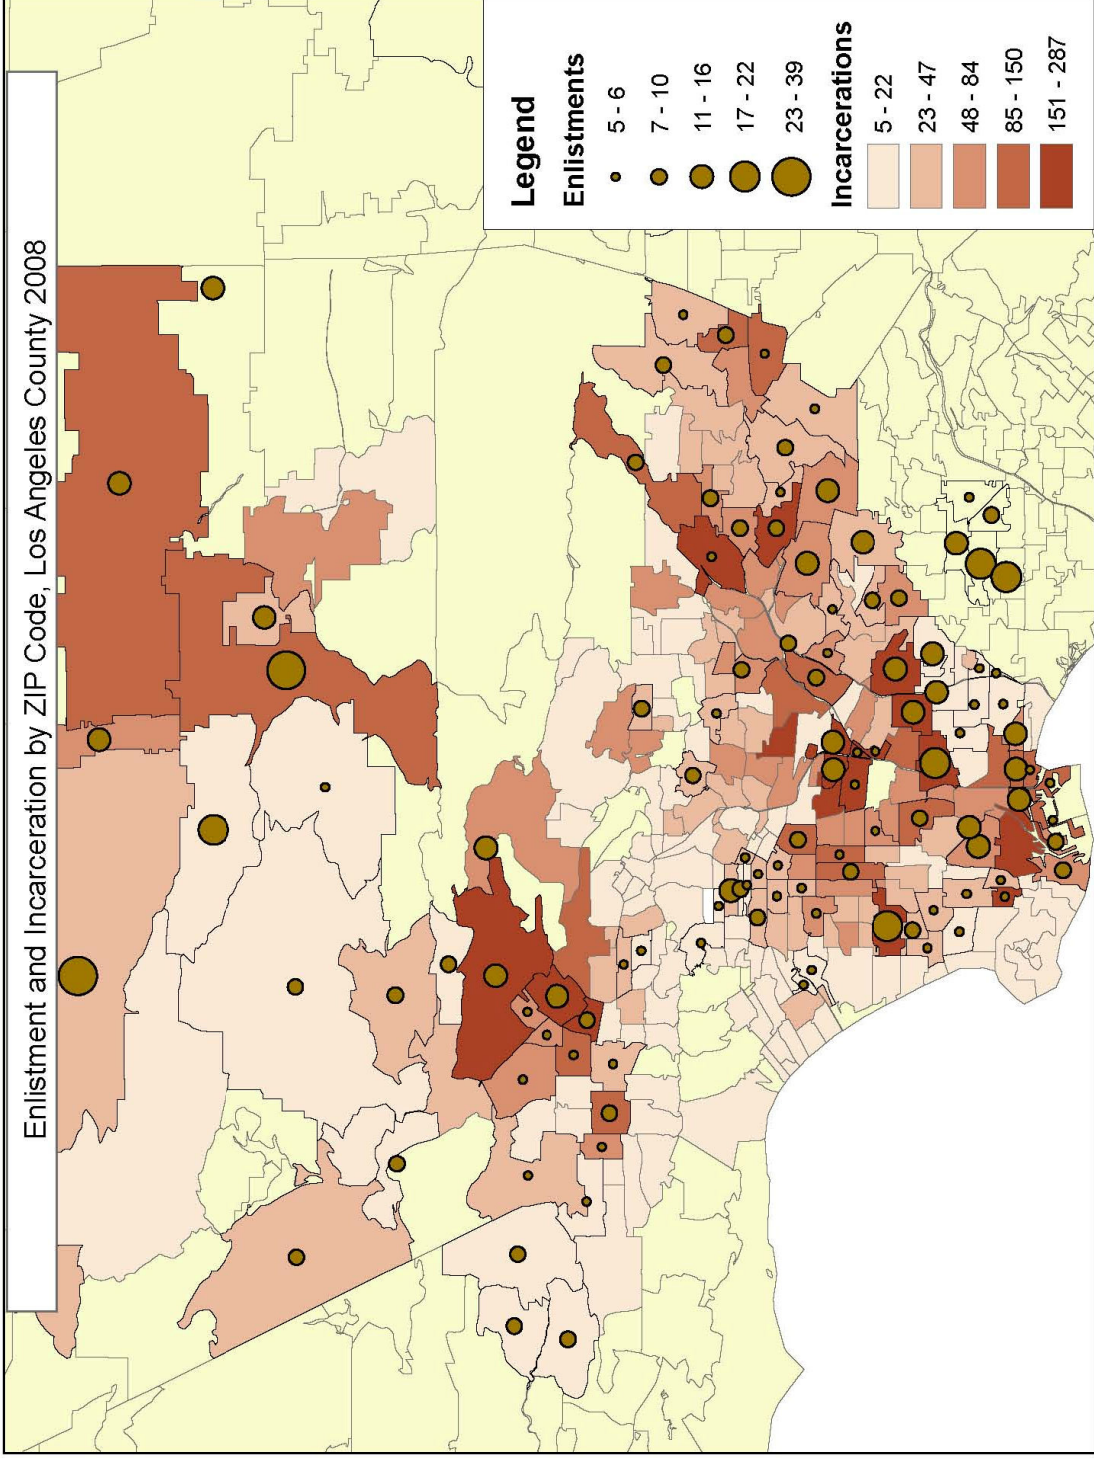 Enlistment and Incarceration by ZIP Code, Los Angeles County 2008
Legend
Enlistments
5 - 6
7 - 10
11 - 16
17 - 22
23 - 39
Incarcerations
5 - 22
23 - 47
48 - 84
85 - 150
151 - 287